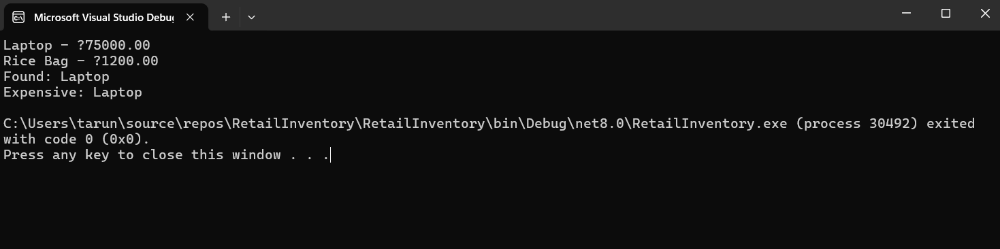 Microsoft Visual Studio Debug
Laptop - ?75000.00
Rice Bag - ?1200.00
Found: Laptop
Expensive: Laptop
C:\Users\tarun\source\repos\RetailInventory\RetailInventory\bin\Debug\net8.0\RetailInventory.exe (process 30492) exited
with code 0 (0x0).
Press any key to close this window . . .